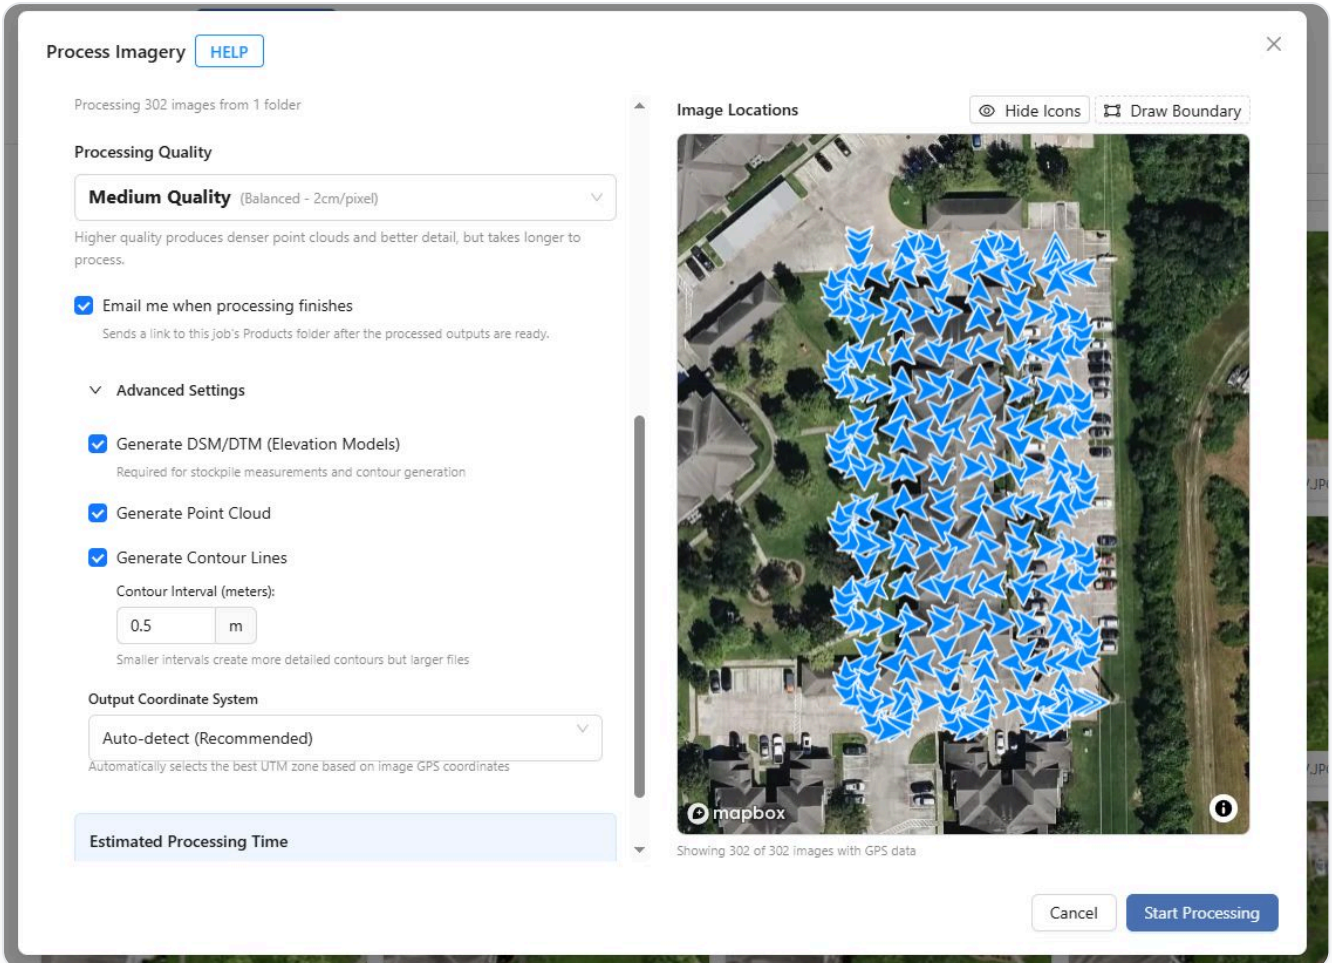 Process Imagery HELP
Processing 302 images from 1 folder
Processing Quality
Medium Quality (Balanced - 2cm/pixel)
Higher quality produces denser point clouds and better detail, but takes longer to
process.
Email me when processing finishes
Sends a link to this job's Products folder after the processed outputs are ready.
Advanced Settings
Generate DSM/DTM (Elevation Models)
Required for stockpile measurements and contour generation
Generate Point Cloud
Generate Contour Lines
Contour Interval (meters):
0.5 m
Smaller intervals create more detailed contours but larger files
Output Coordinate System
Auto-detect (Recommended)
Automatically selects the best UTM zone based on image GPS coordinates
Estimated Processing Time
Image Locations
Hide Icons
Draw Boundary
mapbox
Showing 302 of 302 images with GPS data
Cancel
Start Processing